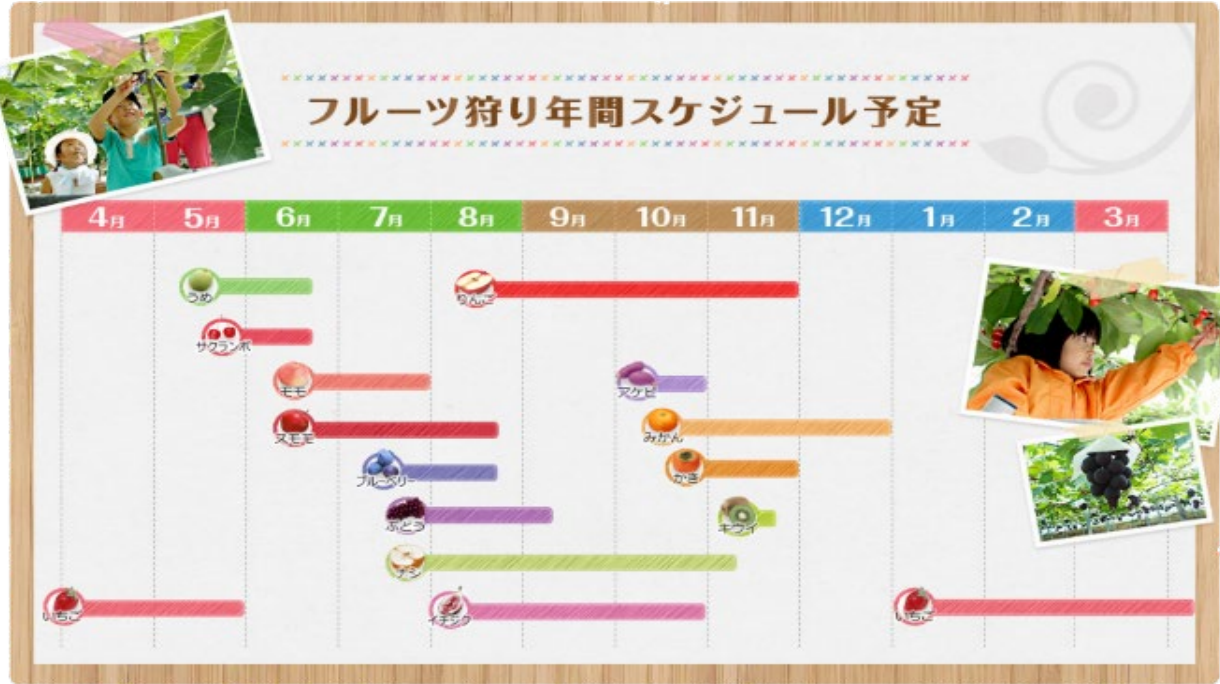 フルーツ狩り年間スケジュール予定
4月 5月 6月 7月 8月 9月 10月 11月 12月 1月 2月 3月
うめ
りんご
サクランボ
モモ
アケビ
スモモ
みかん
ブルーベリー
かき
ぶどう
キウイ
ナシ
いちご
イチジク
いちご